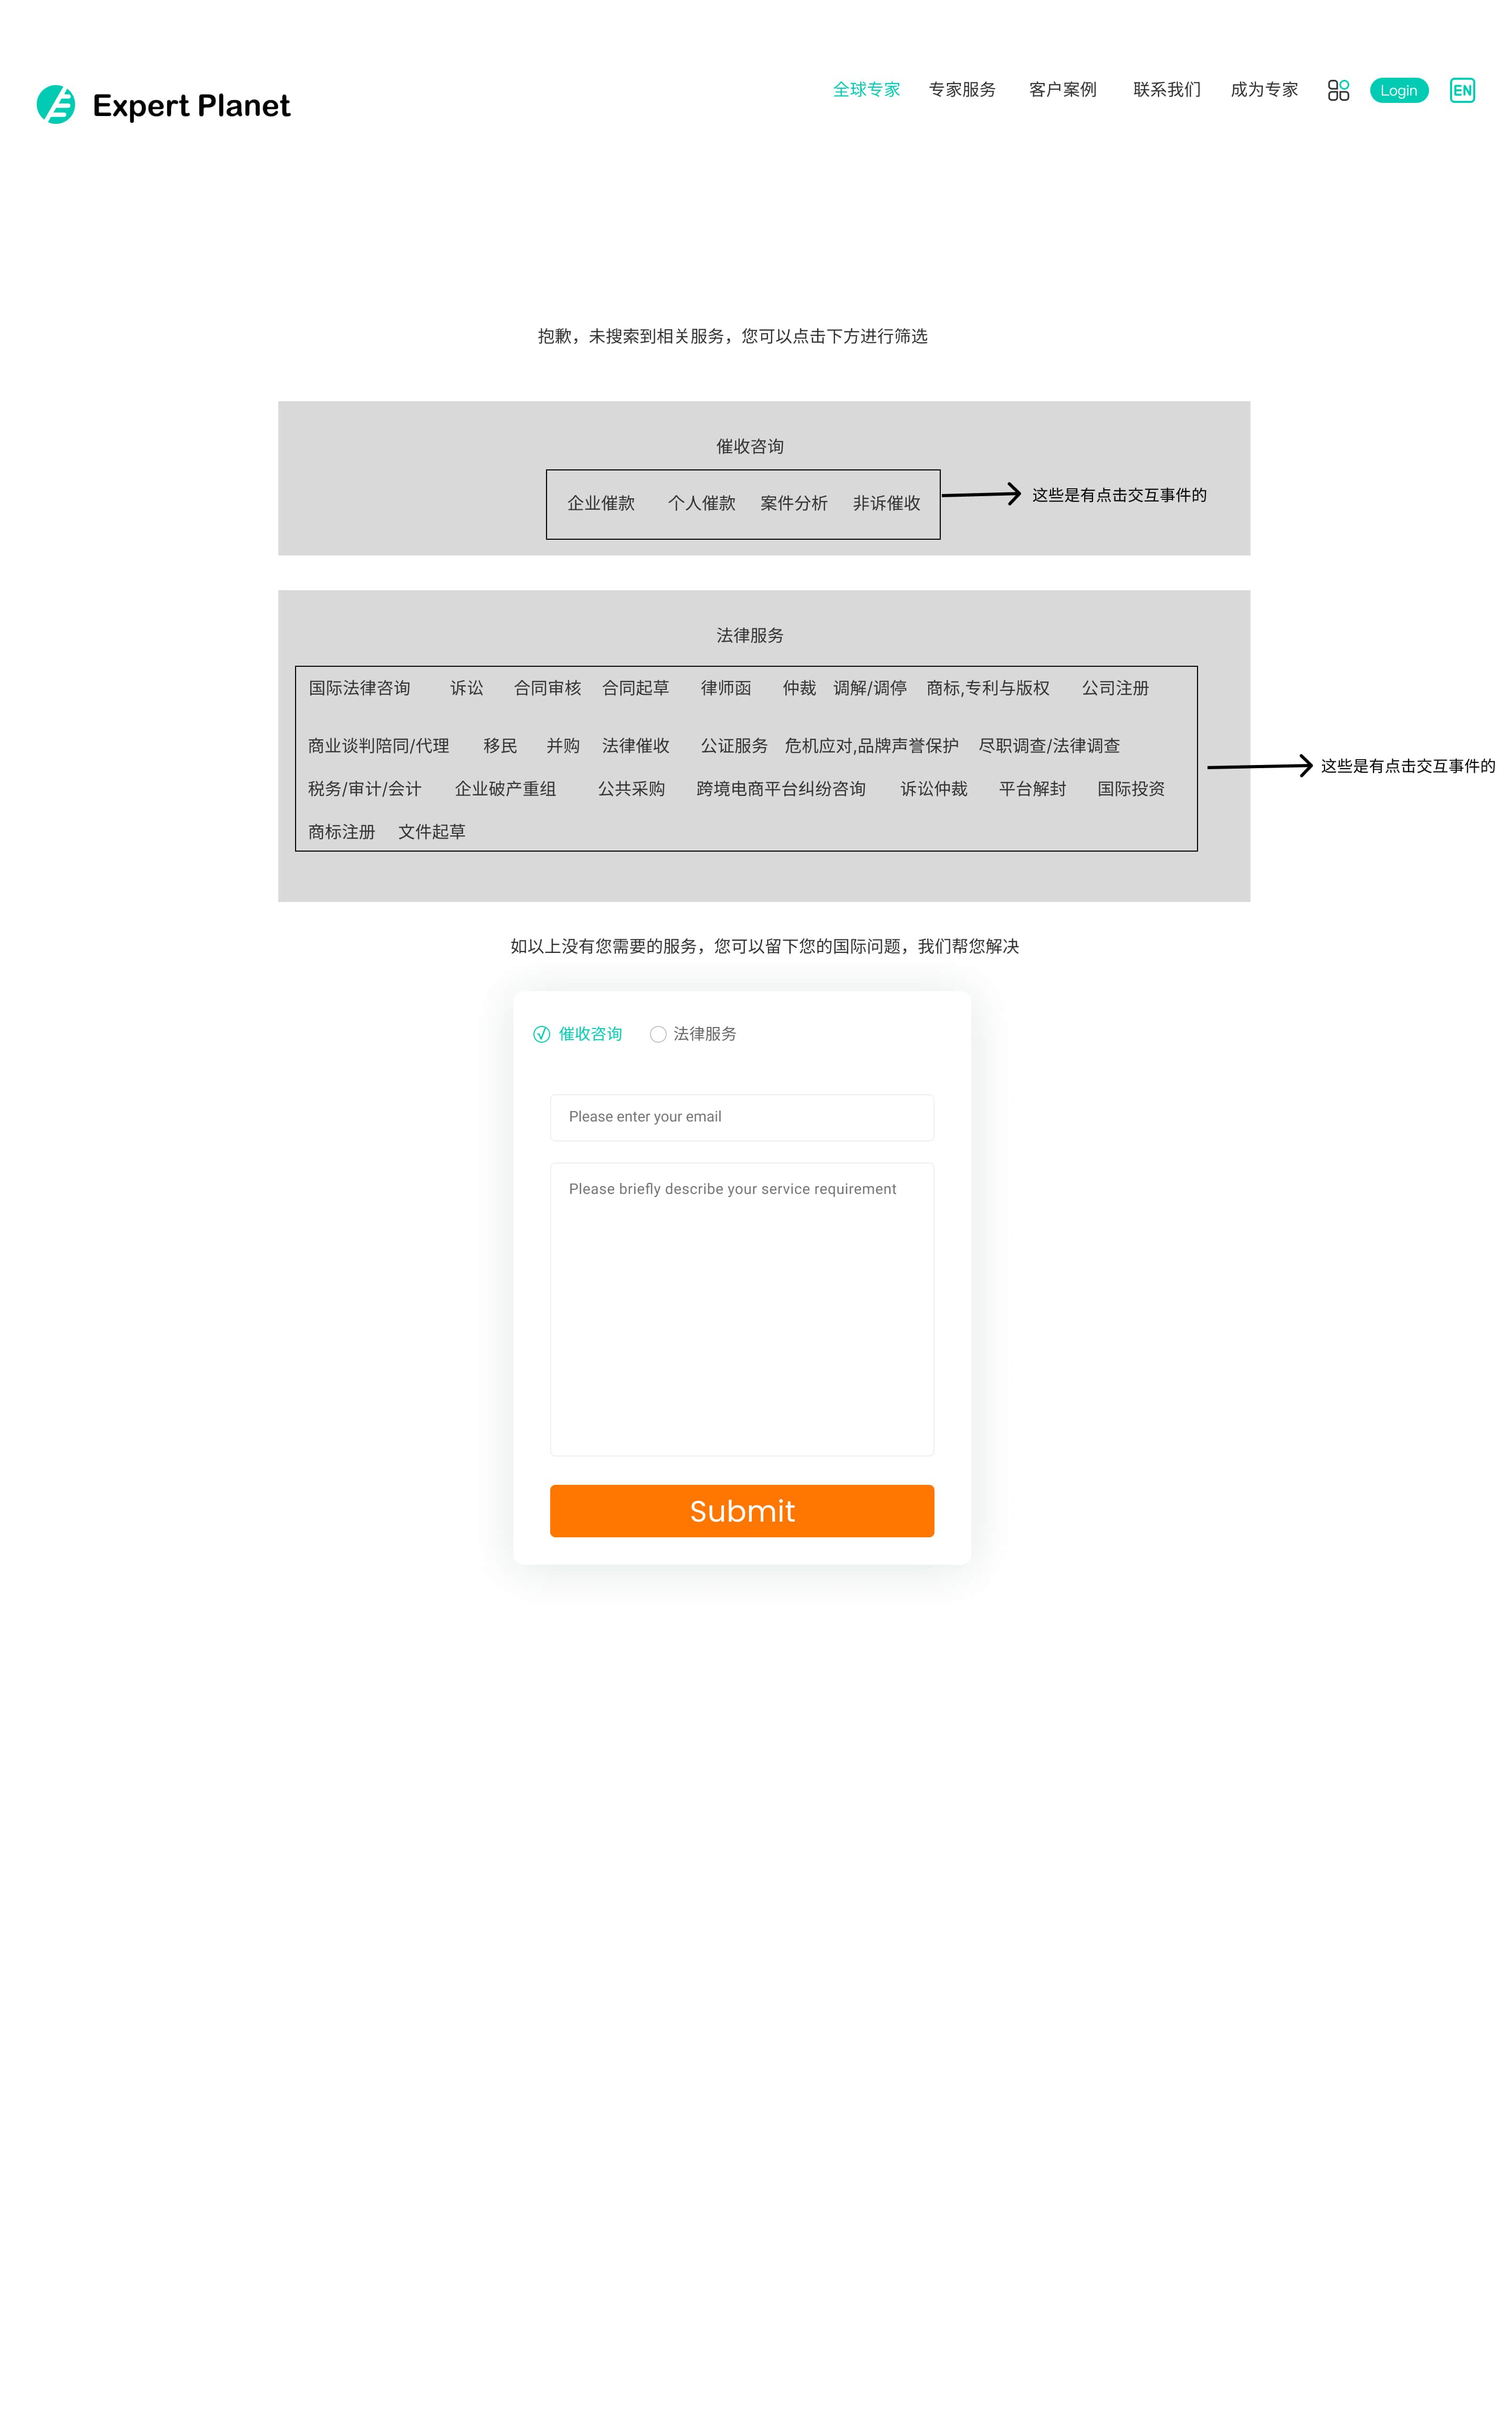 Expert Planet
全球专家 专家服务 客户案例 联系我们 成为专家 Login EN
抱歉，未搜索到相关服务，您可以点击下方进行筛选
催收咨询
企业催款 个人催款 案件分析 非诉催收
这些是有点击交互事件的
法律服务
国际法律咨询 诉讼 合同审核 合同起草 律师函 仲裁 调解/调停 商标,专利与版权 公司注册
商业谈判陪同/代理 移民 并购 法律催收 公证服务 危机应对,品牌声誉保护 尽职调查/法律调查
税务/审计/会计 企业破产重组 公共采购 跨境电商平台纠纷咨询 诉讼仲裁 平台解封 国际投资
商标注册 文件起草
这些是有点击交互事件的
如以上没有您需要的服务，您可以留下您的国际问题，我们帮您解决
催收咨询 法律服务
Please enter your email
Please briefly describe your service requirement
Submit